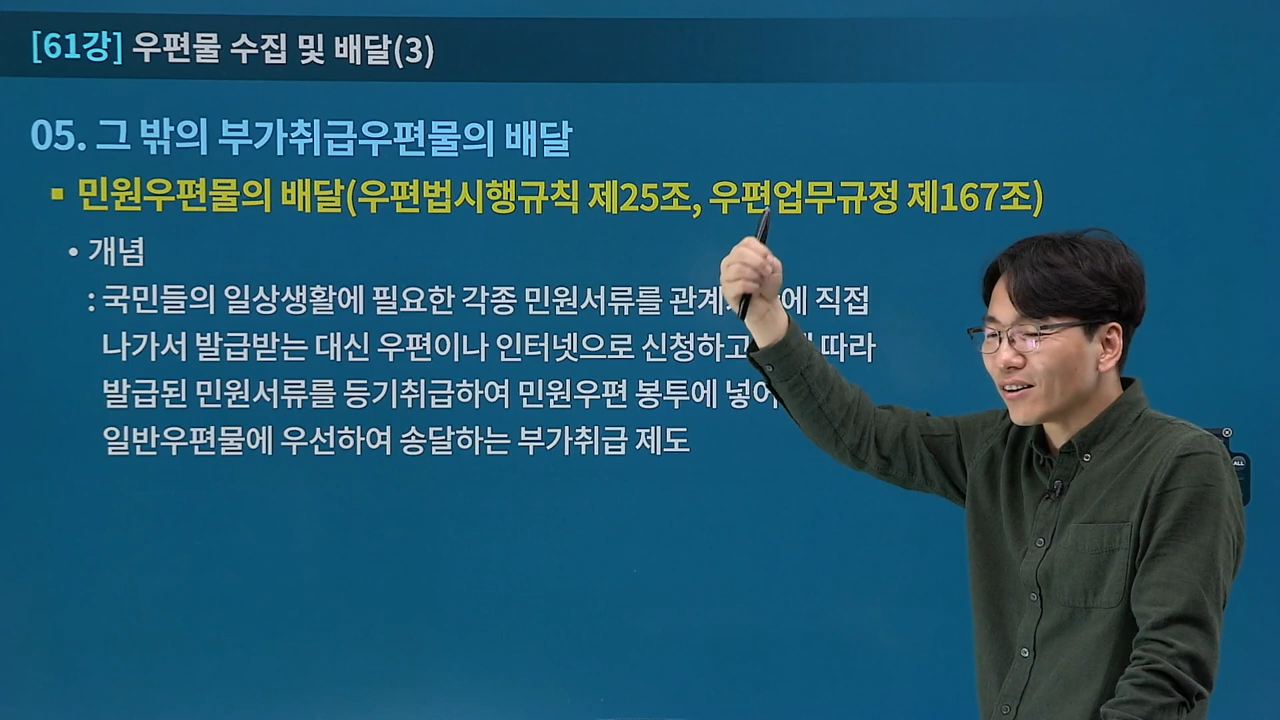 [61강] 우편물 수집 및 배달(3)
05. 그 밖의 부가취급우편물의 배달
▪ 민원우편물의 배달(우편법시행규칙 제25조, 우편업무규정 제167조)
• 개념
: 국민들의 일상생활에 필요한 각종 민원서류를 관계 에 직접
나가서 발급받는 대신 우편이나 인터넷으로 신청하고 따라
발급된 민원서류를 등기취급하여 민원우편 봉투에 넣어
일반우편물에 우선하여 송달하는 부가취급 제도
ALL